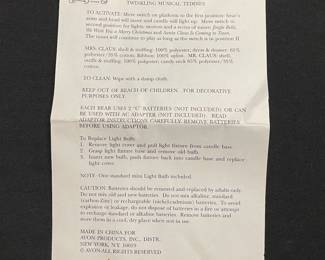 TWINKLING MUSICAL TEDDIES
TO ACTIVATE: Move switch on platform to the first position; bear's
arms and head will move and candle will light up. Move switch to
second position for lights, motion and a series of tunes: Jingle Bells,
We Wish You a Merry Christmas and Santa Claus is Coming to Town.
The tunes will continue to play as long as the switch is in position II.
MRS. CLAUS, shell & stuffing: 100% polyester, dress & drawer: 65%
polyester/35% cotton. Ribbon: 100% nylon. MR. CLAUS, shell,
outfit & stuffing: 100% polyester; candy stick 65% polyester/35%
cotton.
TO CLEAN: Wipe with a damp cloth.
KEEP OUT OF REACH OF CHILDREN. FOR DECORATIVE
PURPOSES ONLY.
EACH BEAR USES 2 "C" BATTERIES (NOT INCLUDED) OR CAN
BE USED WITH AC ADAPTER (NOT INCLUDED). READ
ADAPTOR INSTRUCTIONS CAREFULLY. REMOVE BATTERIES
BEFORE USING ADAPTOR.
To Replace Light Bulb:
1. Remove light cover and pull light fixture from candle base.
2. Grasp light fixture base and remove old bulb.
3. Insert new bulb, push fixture back into candle base and replace
light cover.
NOTE: One standard mini light Bulb included.
CAUTION: Batteries should be removed and replaced by adults only.
Do not mix old and new batteries. Do not mix alkaline, standard
(carbon-Zinc) or rechargeable (nickel-cadmium) batteries. To avoid
explosion or leakage, do not dispose of batteries in a fire or attempt
to recharge standard or alkaline batteries. Remove and store batteries
from the item in a cool, dry place when not in use.
MADE IN CHINA FOR
AVON PRODUCTS, INC., DISTR.
NEW YORK, NY 10019
© AVON-ALL RIGHTS RESERVED